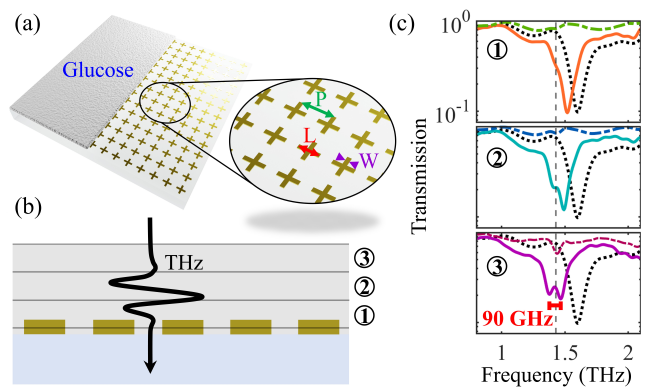 (a)
Glucose
P
L
W
(b)
THz
③
②
①
(c)
Transmission
10⁰
10⁻¹
①
②
③
90 GHz
1
1.5
2
Frequency (THz)